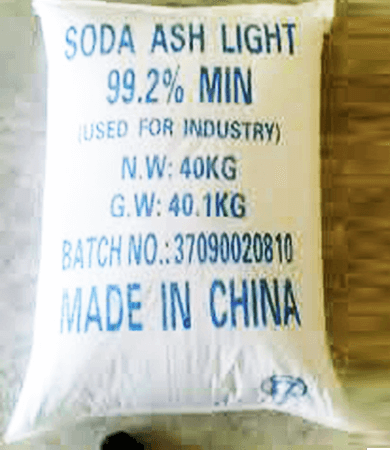 SODA ASH LIGHT
99.2% MIN
(USED FOR INDUSTRY)
N.W: 40KG
G.W: 40.1KG
BATCH NO.:37090020810
MADE IN CHINA